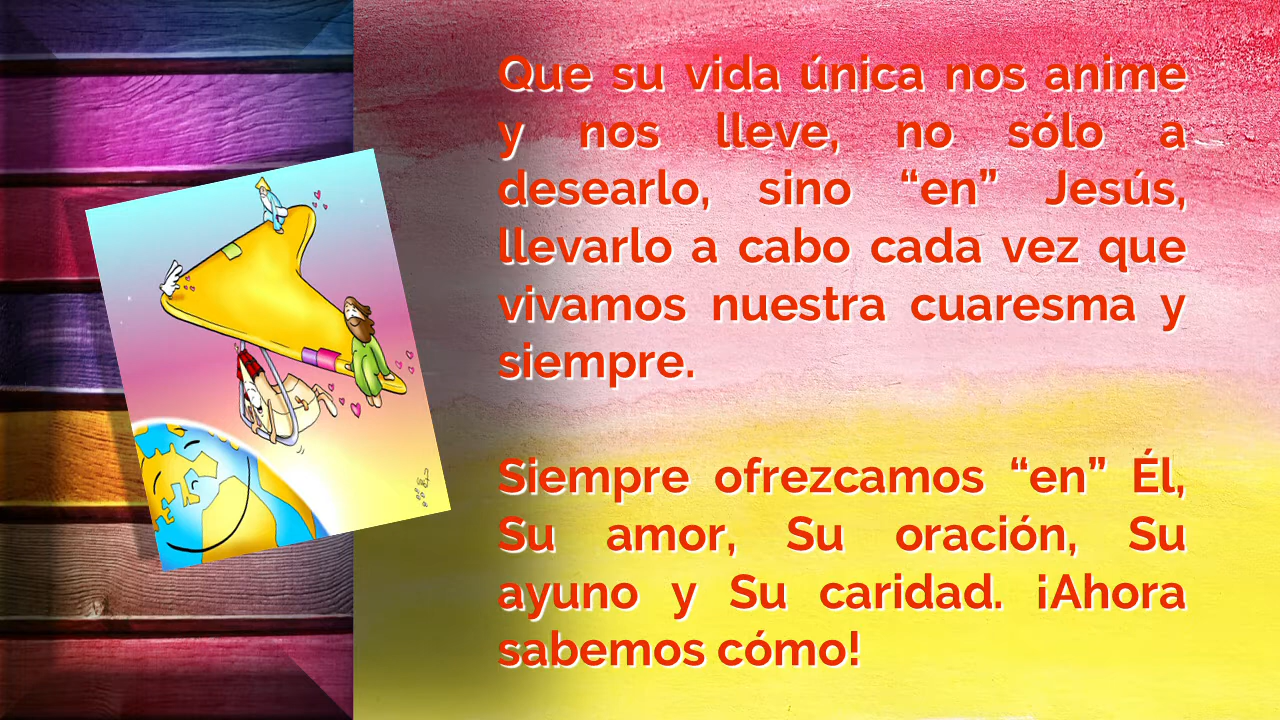 Que su vida única nos anime
y nos lleve, no sólo a
desearlo, sino “en” Jesús,
llevarlo a cabo cada vez que
vivamos nuestra cuaresma y
siempre.
Siempre ofrezcamos “en” Él,
Su amor, Su oración, Su
ayuno y Su caridad. ¡Ahora
sabemos cómo!